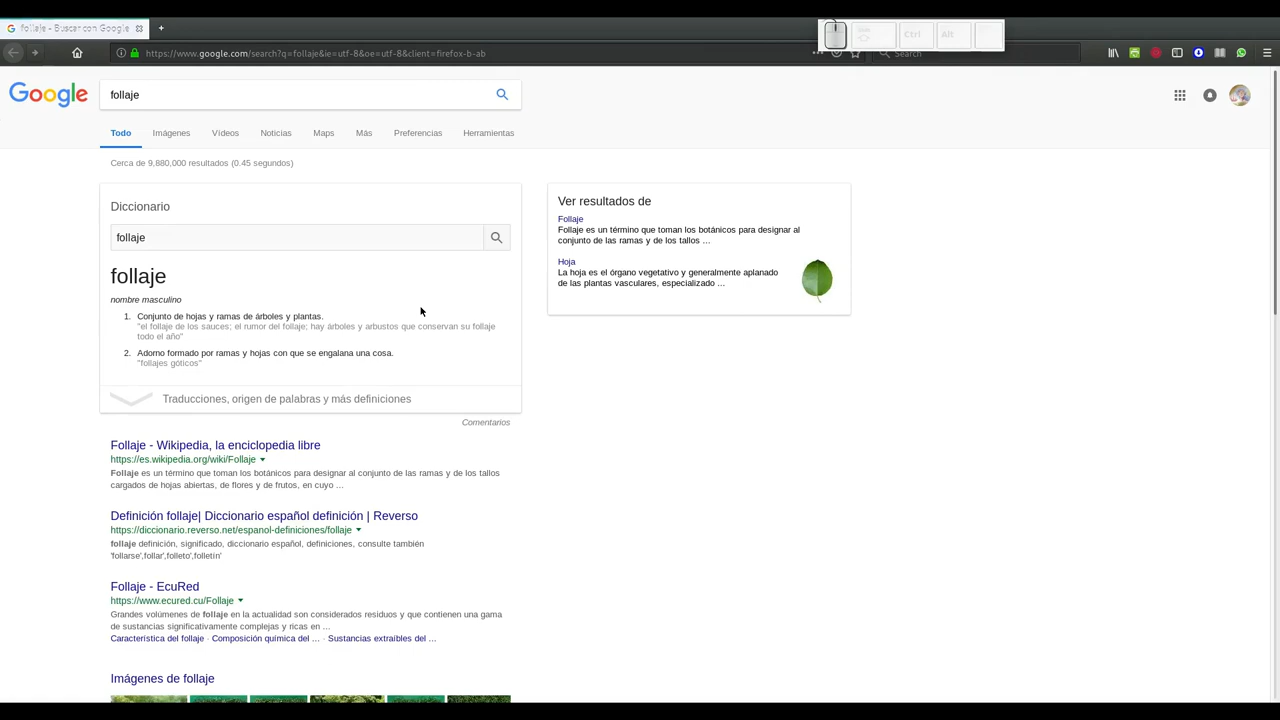 follaje - Buscar con Google
https://www.google.com/search?q=follaje&ie=utf-8&oe=utf-8&client=firefox-b-ab
Search
Ctrl
Alt
Google
follaje
Todo
Imágenes
Vídeos
Noticias
Maps
Más
Preferencias
Herramientas
Cerca de 9,880,000 resultados (0.45 segundos)
Diccionario
follaje
follaje
nombre masculino
1. Conjunto de hojas y ramas de árboles y plantas.
"el follaje de los sauces; el rumor del follaje; hay árboles y arbustos que conservan su follaje
todo el año"
2. Adorno formado por ramas y hojas con que se engalana una cosa.
"follajes góticos"
Traducciones, origen de palabras y más definiciones
Comentarios
Ver resultados de
Follaje
Follaje es un término que toman los botánicos para designar al
conjunto de las ramas y de los tallos ...
Hoja
La hoja es el órgano vegetativo y generalmente aplanado
de las plantas vasculares, especializado ...
Follaje - Wikipedia, la enciclopedia libre
https://es.wikipedia.org/wiki/Follaje
Follaje es un término que toman los botánicos para designar al conjunto de las ramas y de los tallos
cargados de hojas abiertas, de flores y de frutos, en cuyo ...
Definición follaje| Diccionario español definición | Reverso
https://diccionario.reverso.net/espanol-definiciones/follaje
follaje definición, significado, diccionario español, definiciones, consulte también
'follarse',follar',folleto',folletín'
Follaje - EcuRed
https://www.ecured.cu/Follaje
Grandes volúmenes de follaje en la actualidad son considerados residuos y que contienen una gama
de sustancias significativamente complejas y ricas en ...
Característica del follaje · Composición química del ... · Sustancias extraíbles del ...
Imágenes de follaje